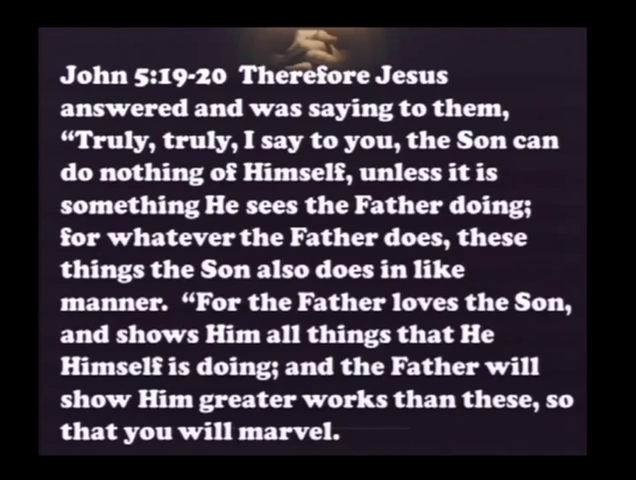 John 5:19-20  Therefore Jesus
answered and was saying to them,
“Truly, truly, I say to you, the Son can
do nothing of Himself, unless it is
something He sees the Father doing;
for whatever the Father does, these
things the Son also does in like
manner.  “For the Father loves the Son,
and shows Him all things that He
Himself is doing; and the Father will
show Him greater works than these, so
that you will marvel.